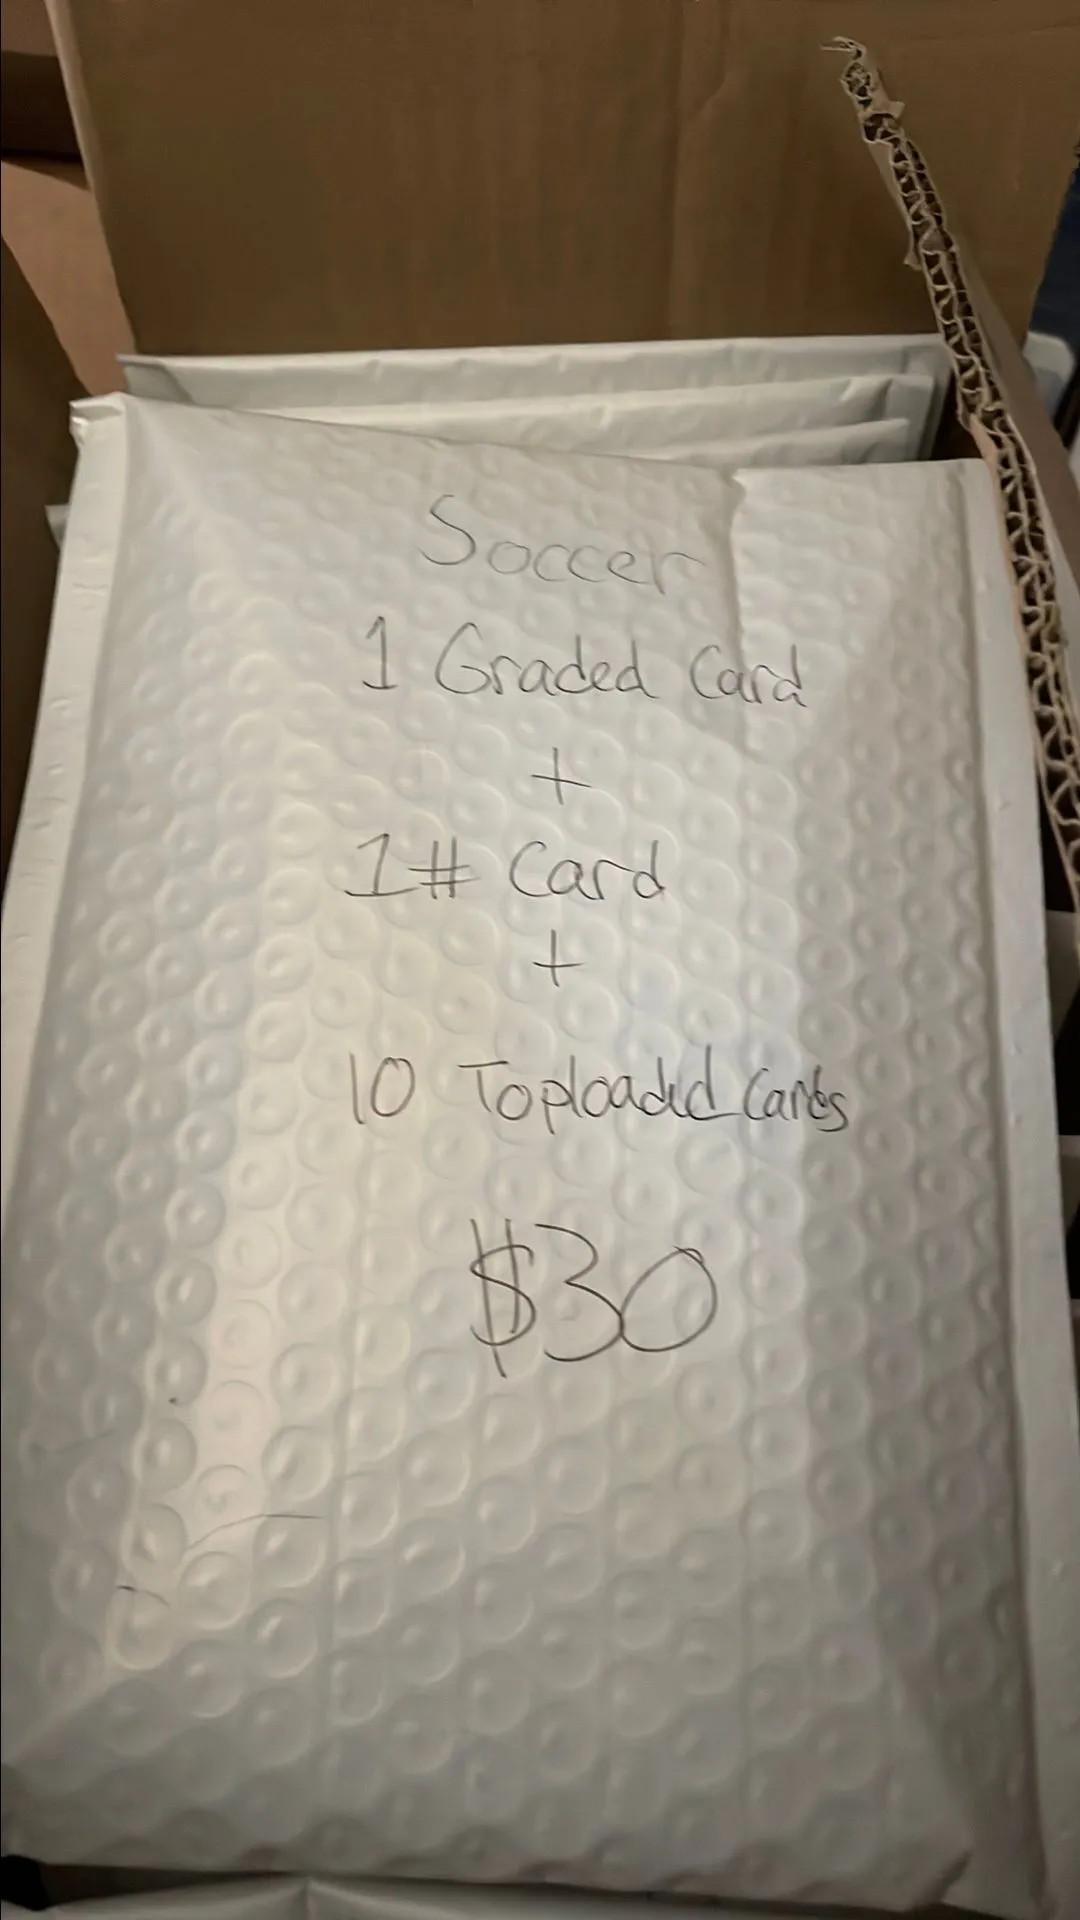 Soccer
1 Graded Card
+
1# Card
+
10 Toploaded Cards
$30